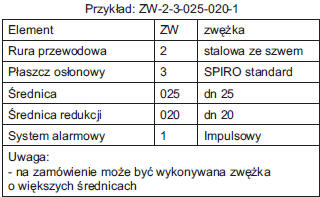 Przykład: ZW-2-3-025-020-1
Element ZW zwężka
Rura przewodowa 2 stalowa ze szwem
Płaszcz osłonowy 3 SPIRO standard
Średnica 025 dn 25
Średnica redukcji 020 dn 20
System alarmowy 1 Impulsowy
Uwaga:
- na zamówienie może być wykonywana zwężka
o większych średnicach